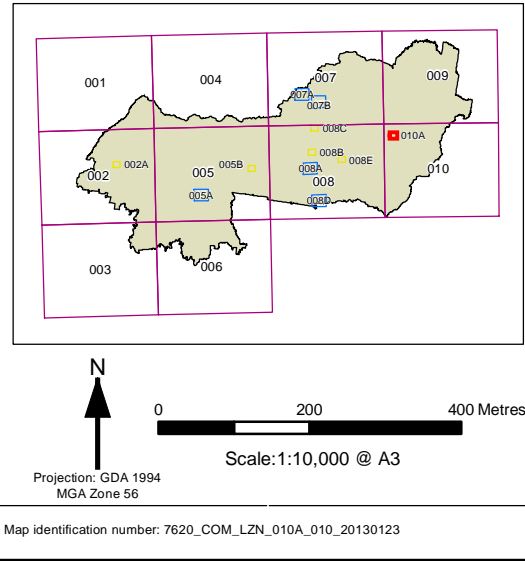 007
009
004
001
007A
007B
008C
010A
008B
005B
008E
002A
008A
010
002
005
008
005A
008D
006
003
N
0 200 400 Metres
Scale:1:10,000 @ A3
Projection: GDA 1994
MGA Zone 56
Map identification number: 7620_COM_LZN_010A_010_20130123